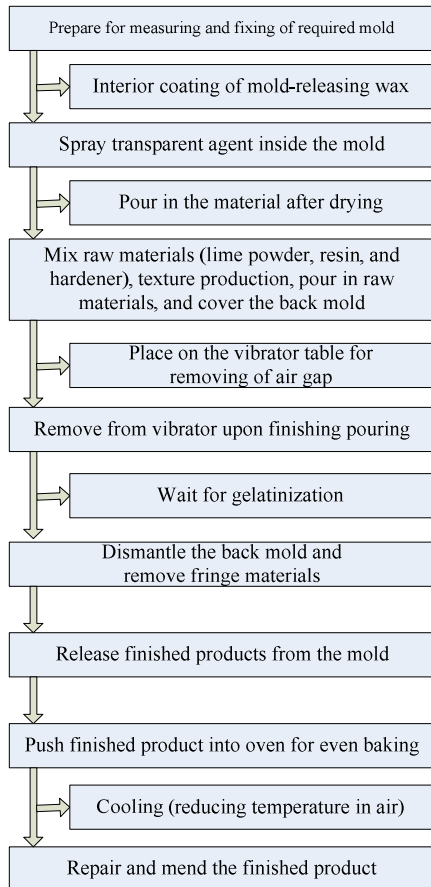 Prepare for measuring and fixing of required mold
Interior coating of mold-releasing wax
Spray transparent agent inside the mold
Pour in the material after drying
Mix raw materials (lime powder, resin, and
hardener), texture production, pour in raw
materials, and cover the back mold
Place on the vibrator table for
removing of air gap
Remove from vibrator upon finishing pouring
Wait for gelatinization
Dismantle the back mold and
remove fringe materials
Release finished products from the mold
Push finished product into oven for even baking
Cooling (reducing temperature in air)
Repair and mend the finished product